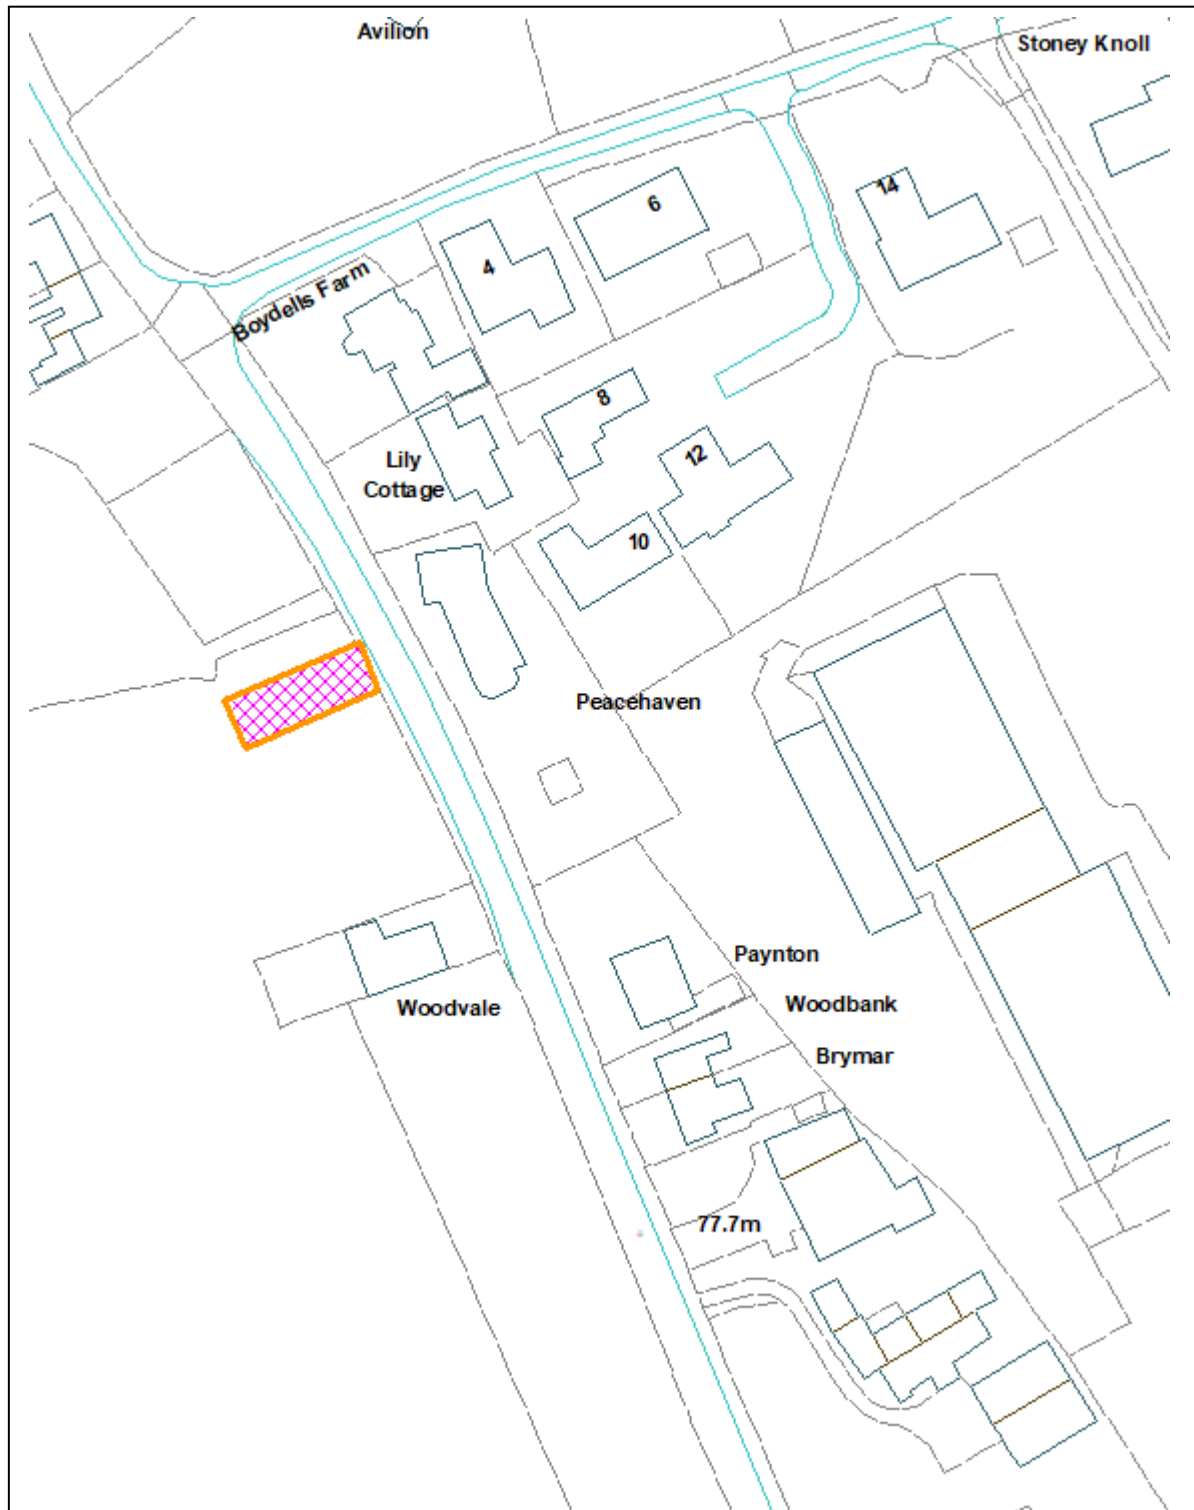 Avilion
Stoney Knoll
14
6
4
Boydells Farm
8
Lily
Cottage
12
10
Peacehaven
Paynton
Woodvale
Woodbank
Brymar
77.7m